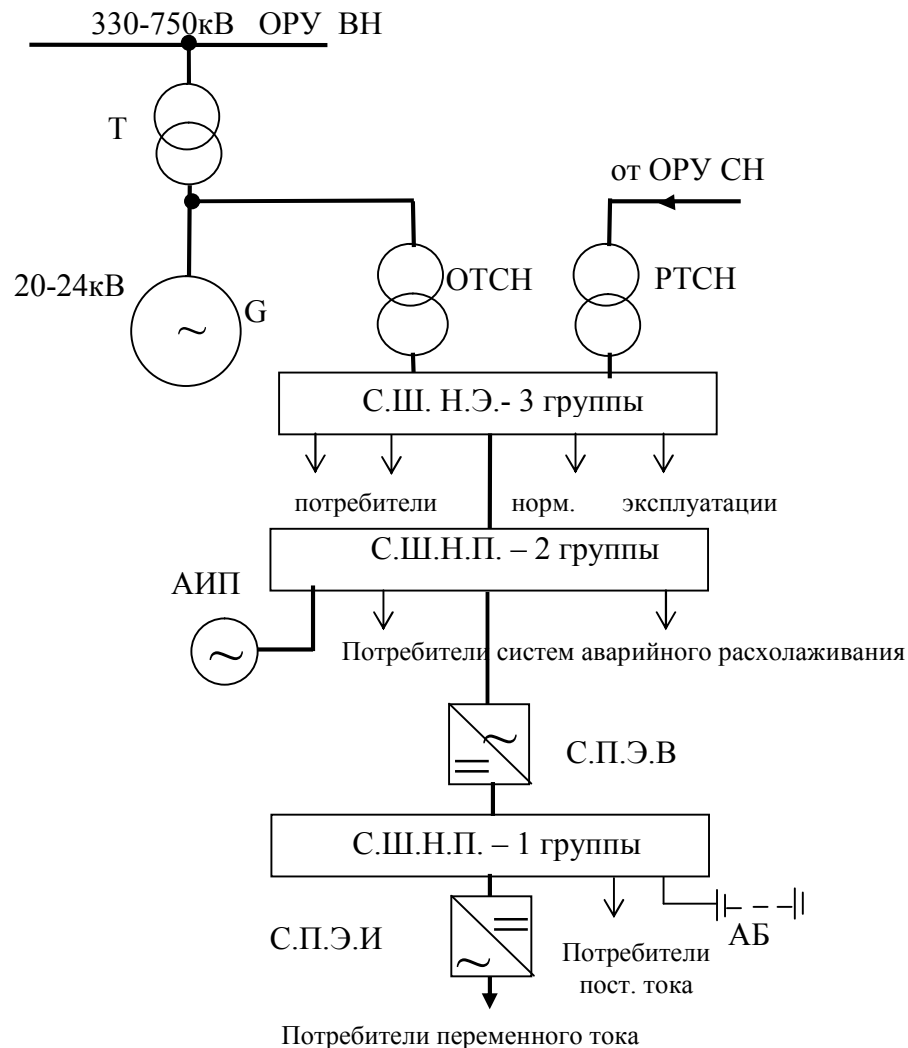 330-750кВ ОРУ ВН
Т
от ОРУ СН
20-24кВ
G
ОТСН
РТСН
С.Ш. Н.Э.- 3 группы
потребители норм. эксплуатации
С.Ш.Н.П. – 2 группы
АИП
Потребители систем аварийного расхолаживания
С.П.Э.В
С.Ш.Н.П. – 1 группы
С.П.Э.И
АБ
Потребители
пост. тока
Потребители переменного тока